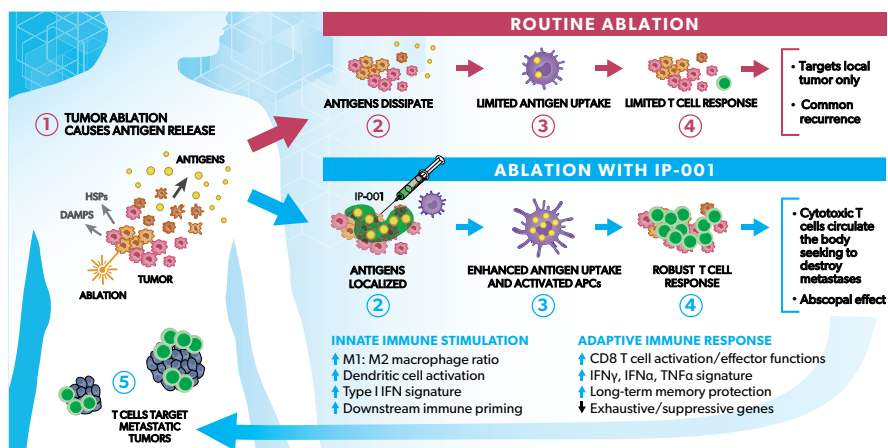 ROUTINE ABLATION
1 TUMOR ABLATION
CAUSES ANTIGEN RELEASE
ANTIGENS
HSPs
DAMPS
TUMOR
ABLATION
ANTIGENS DISSIPATE
2
LIMITED ANTIGEN UPTAKE
3
LIMITED T CELL RESPONSE
4
• Targets local
tumor only
• Common
recurrence
ABLATION WITH IP-001
IP-001
ANTIGENS
LOCALIZED
2
ENHANCED ANTIGEN UPTAKE
AND ACTIVATED APCs
3
ROBUST T CELL
RESPONSE
4
• Cytotoxic T
cells circulate
the body
seeking to
destroy
metastases
• Abscopal effect
INNATE IMMUNE STIMULATION
M1: M2 macrophage ratio
Dendritic cell activation
Type I IFN signature
Downstream immune priming
ADAPTIVE IMMUNE RESPONSE
CD8 T cell activation/effector functions
IFNγ, IFNα, TNFα signature
Long-term memory protection
Exhaustive/suppressive genes
5
T CELLS TARGET
METASTATIC
TUMORS